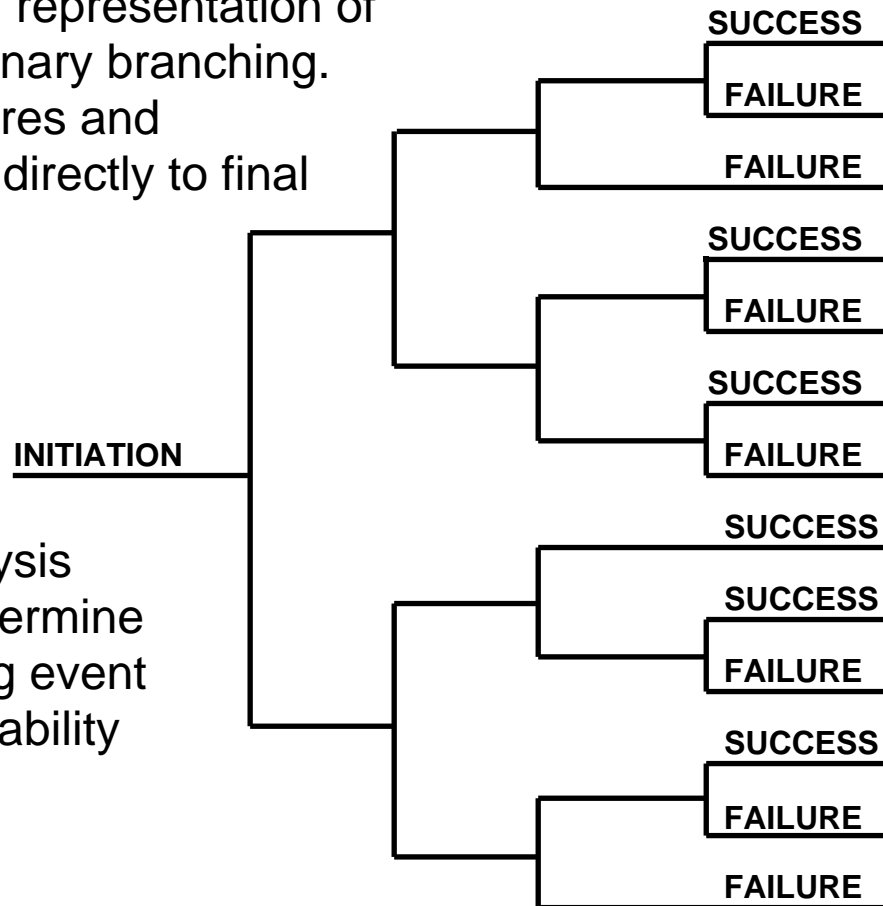 representation of
nary branching.
res and
directly to final
SUCCESS
FAILURE
FAILURE
SUCCESS
FAILURE
SUCCESS
FAILURE
INITIATION
SUCCESS
ysis
SUCCESS
ermine
FAILURE
g event
ability
SUCCESS
FAILURE
FAILURE